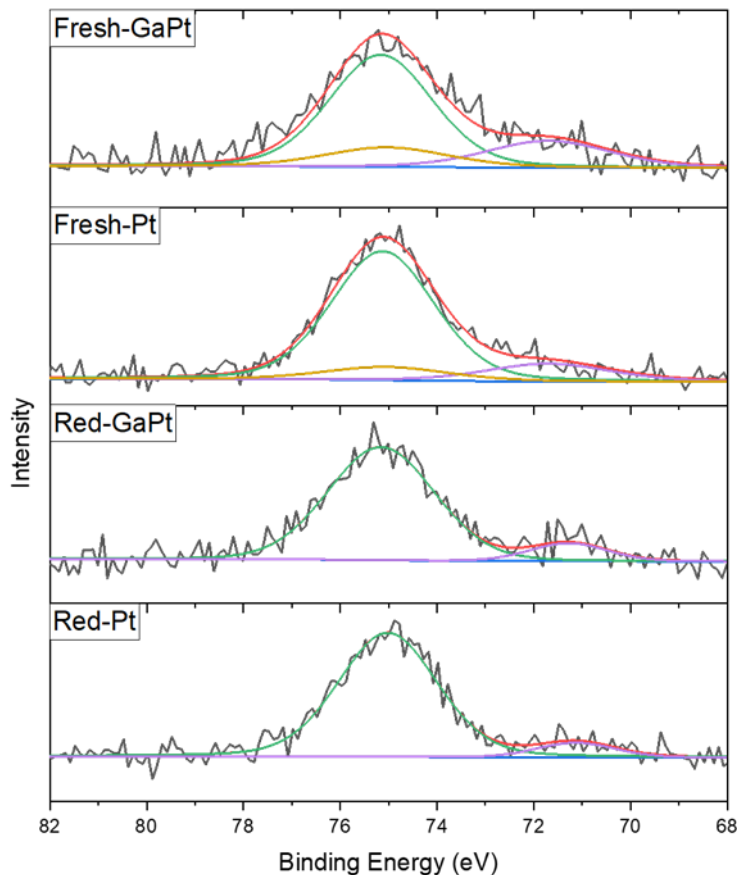 Fresh-GaPt
Fresh-Pt
Red-GaPt
Red-Pt
Intensity
82 80 78 76 74 72 70 68
Binding Energy (eV)